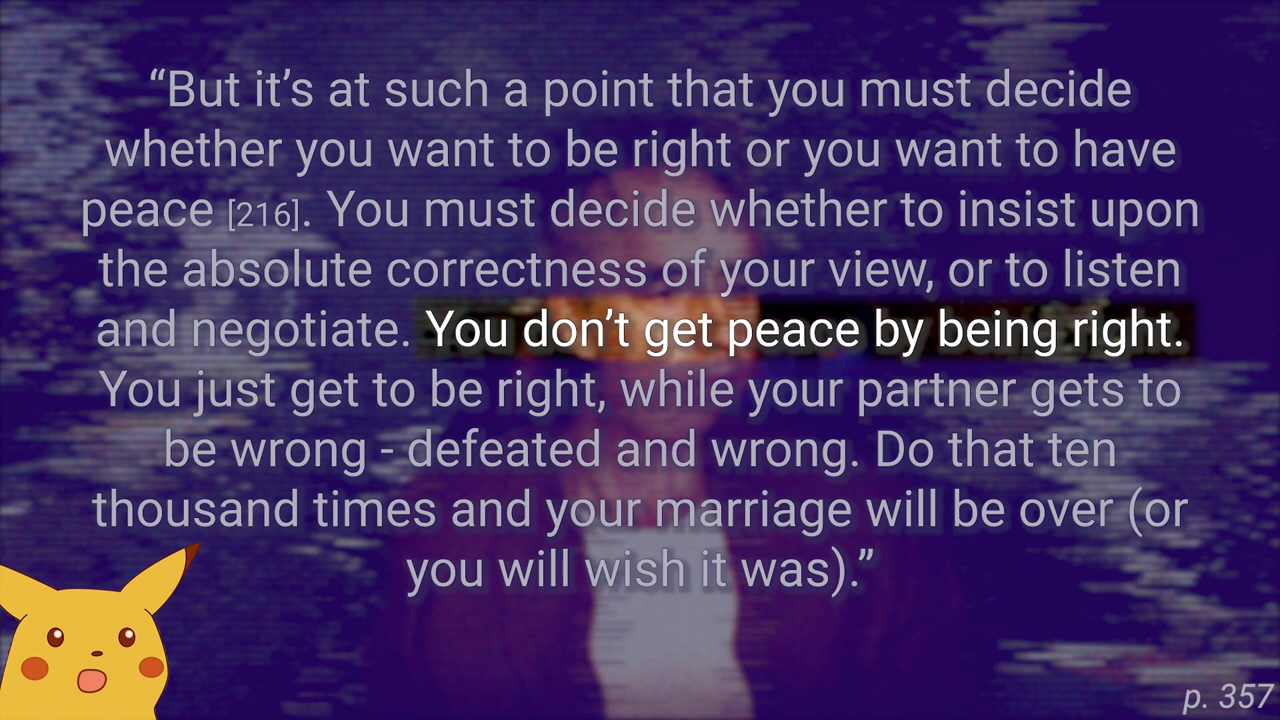 “But it’s at such a point that you must decide
whether you want to be right or you want to have
peace [216]. You must decide whether to insist upon
the absolute correctness of your view, or to listen
and negotiate. You don’t get peace by being right.
You just get to be right, while your partner gets to
be wrong - defeated and wrong. Do that ten
thousand times and your marriage will be over (or
you will wish it was).”
p. 357